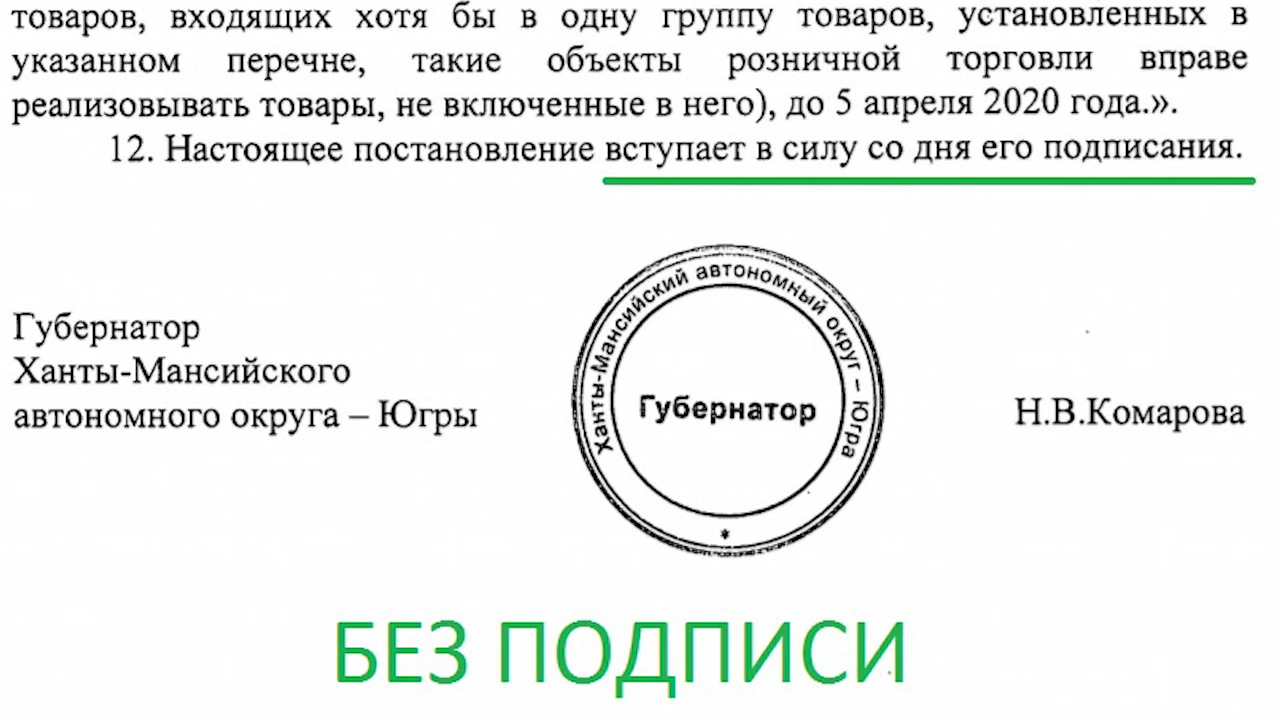 товаров, входящих хотя бы в одну группу товаров, установленных в
указанном перечне, такие объекты розничной торговли вправе
реализовывать товары, не включенные в него), до 5 апреля 2020 года.».
12. Настоящее постановление вступает в силу со дня его подписания.
Губернатор
Ханты-Мансийского
автономного округа – Югры
Ханты-Мансийский автономный округ – Югра
*
Губернатор
Н.В.Комарова
БЕЗ ПОДПИСИ